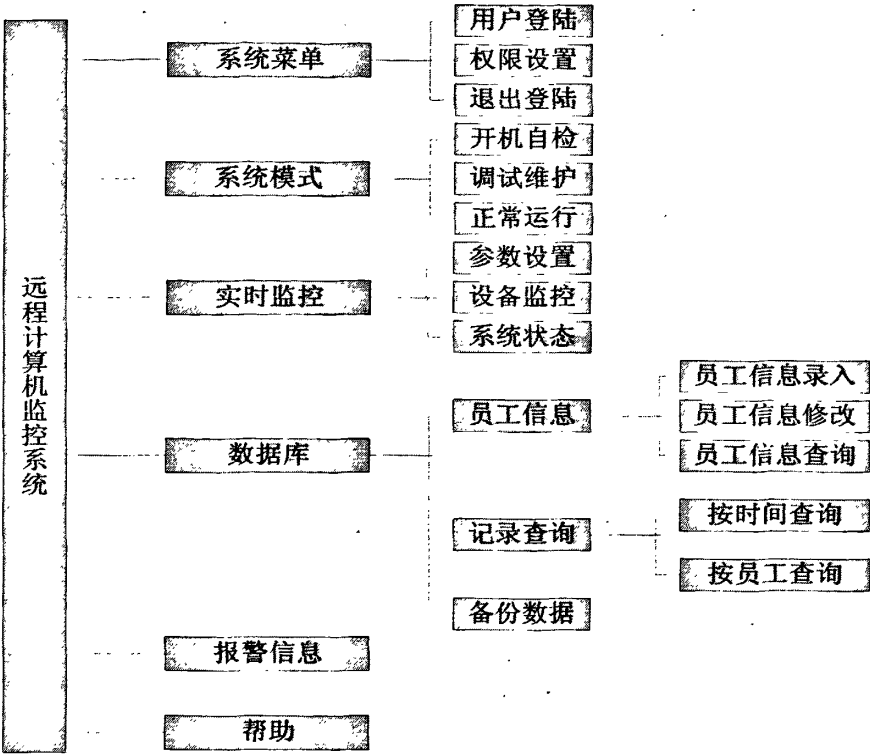 远程计算机监控系统
系统菜单
用户登陆
权限设置
退出登陆
系统模式
开机自检
调试维护
正常运行
实时监控
参数设置
设备监控
系统状态
数据库
员工信息
员工信息录入
员工信息修改
员工信息查询
记录查询
按时间查询
按员工查询
备份数据
报警信息
帮助